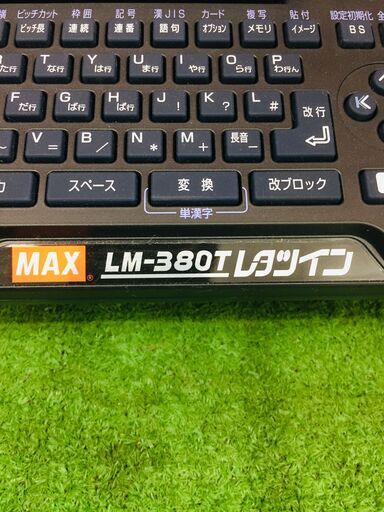 横 ピッチカット 枠囲 記号 漢JIS カード 複写 貼付 設定初期化 全
ピッチ長 連続 連番 語句 オプション メモリ イメージ BS
R た行 T な行 Y ま行 U や行 I い行 O ら行 P わ行ん
F だ行 G ば行 H ぱ行 J ! K , L # 改行
V − B ／ N * M + 長音 −
力 スペース 変換 改ブロック
単漢字
MAX® LM-380T レタツイン